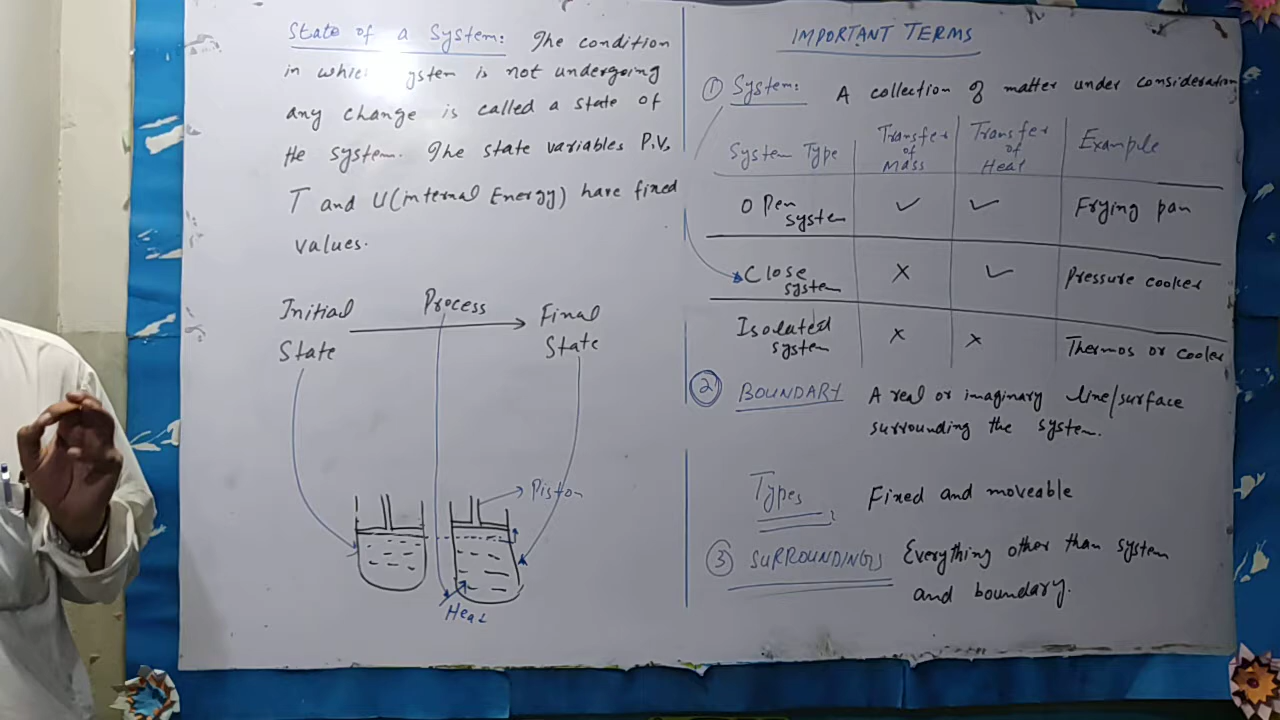 State of a System: The condition
in which ystem is not undergoing
any change is called a state of
the system. The state variables P.V,
T and U(internal Energy) have fixed
values.
Initial State
Process
Final State
Piston
Heat
IMPORTANT TERMS
① System: A collection of matter under consideration
System Type Transfer of Mass Transfer of Heat Example
Open system ✓ ✓ Frying pan
Close system × ✓ Pressure cooker
Isolated system × × Thermos or cooler
② BOUNDARY A real or imaginary line/surface
surrounding the system.
Types Fixed and moveable
③ SURROUNDINGS Everything other than system
and boundary.